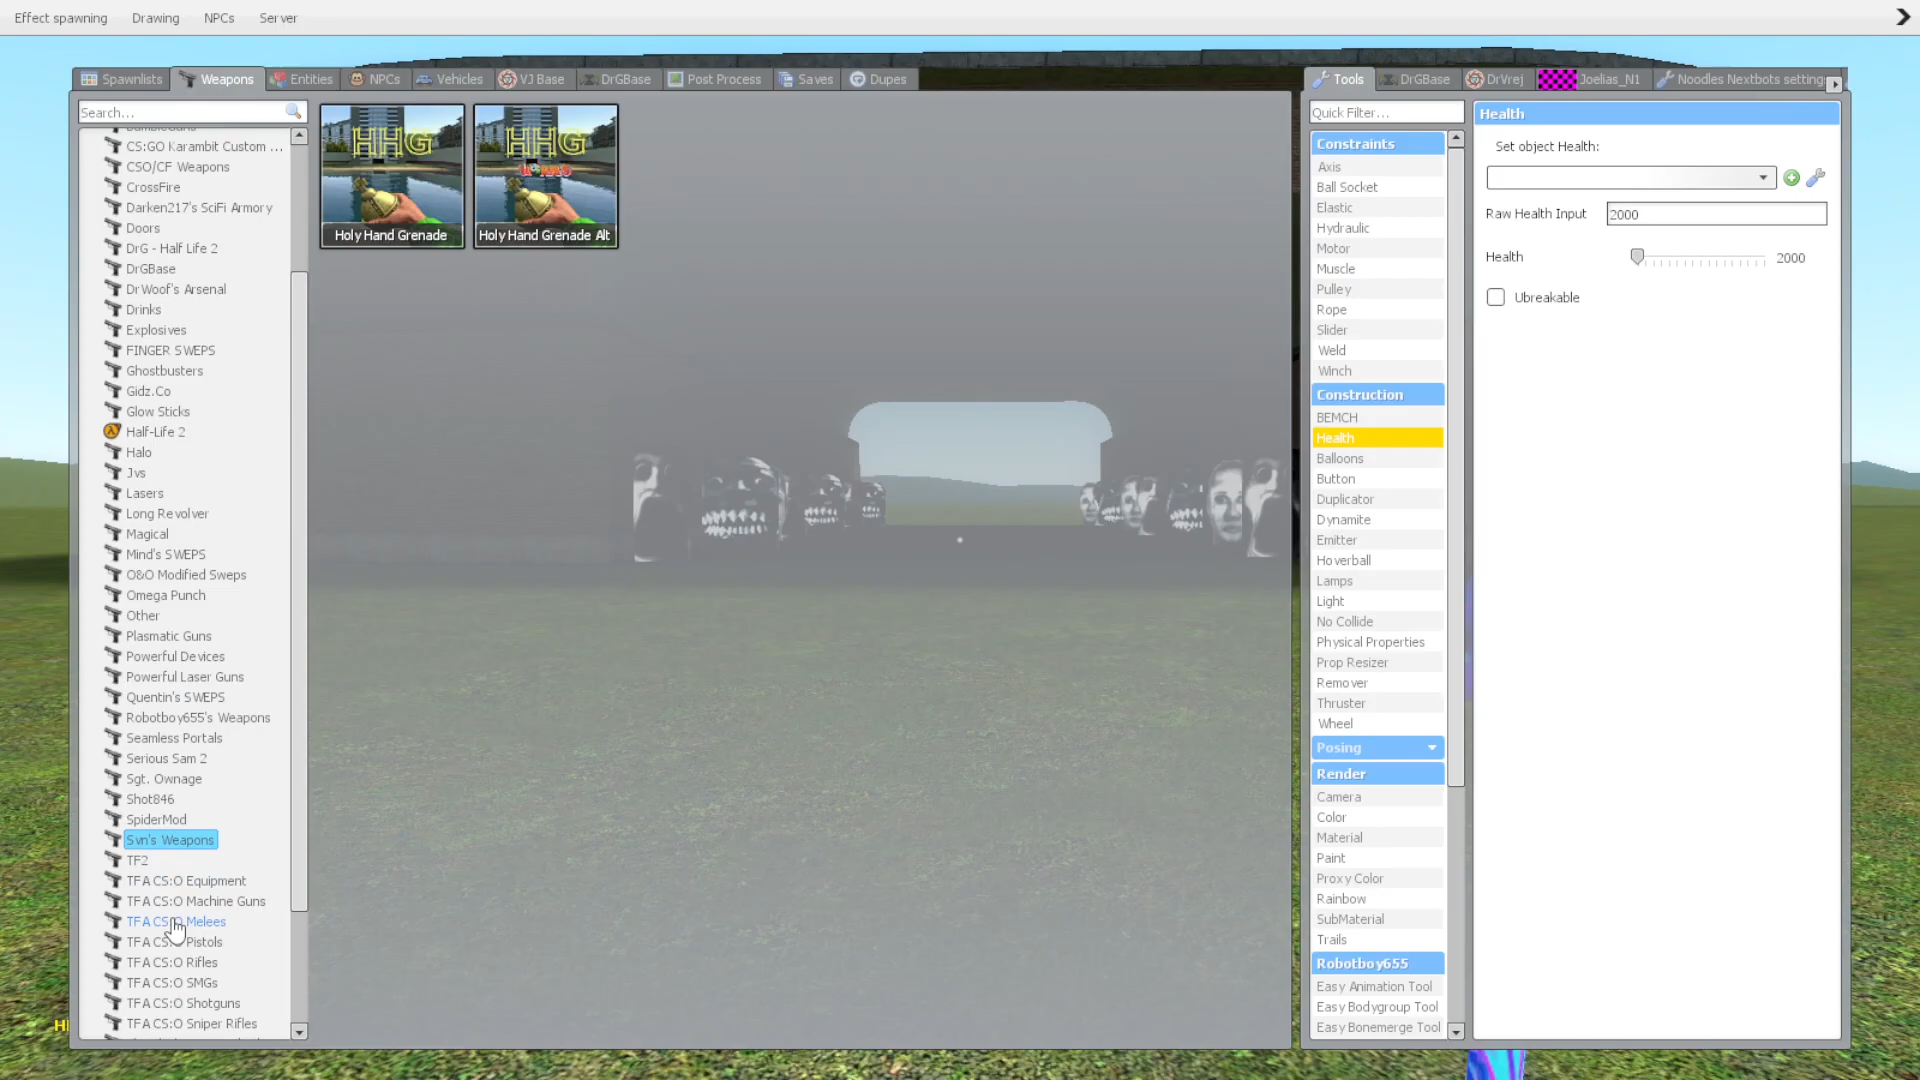 Effect spawning Drawing NPCs Server
Spawnlists Weapons Entities NPCs Vehicles VJ Base DrGBase Post Process Saves Dupes
Tools DrGBase DrVrej Joelias_N1 Noodles Nextbots setting
Search...
CS:GO Karambit Custom ...
CSO/CF Weapons
CrossFire
Darken217's SciFi Armory
Doors
DrG - Half Life 2
DrGBase
DrWoof's Arsenal
Drinks
Explosives
FINGER SWEPS
Ghostbusters
Gidz.Co
Glow Sticks
Half-Life 2
Halo
Jvs
Lasers
Long Revolver
Magical
Mind's SWEPS
O&O Modified Sweps
Omega Punch
Other
Plasmatic Guns
Powerful Devices
Powerful Laser Guns
Quentin's SWEPS
Robotboy655's Weapons
Seamless Portals
Serious Sam 2
Sgt. Ownage
Shot846
SpiderMod
Svn's Weapons
TF2
TFA CS:O Equipment
TFA CS:O Machine Guns
TFA CS:O Melees
TFA CS:O Pistols
TFA CS:O Rifles
TFA CS:O SMGs
TFA CS:O Shotguns
TFA CS:O Sniper Rifles
HHG
Holy Hand Grenade
HHG
WORMS
Holy Hand Grenade Alt
Quick Filter...
Constraints
Axis
Ball Socket
Elastic
Hydraulic
Motor
Muscle
Pulley
Rope
Slider
Weld
Winch
Construction
BEMCH
Health
Balloons
Button
Duplicator
Dynamite
Emitter
Hoverball
Lamps
Light
No Collide
Physical Properties
Prop Resizer
Remover
Thruster
Wheel
Posing
Render
Camera
Color
Material
Paint
Proxy Color
Rainbow
SubMaterial
Trails
Robotboy655
Easy Animation Tool
Easy Bodygroup Tool
Easy Bonemerge Tool
Health
Set object Health:
Raw Health Input 2000
Health 2000
Ubreakable